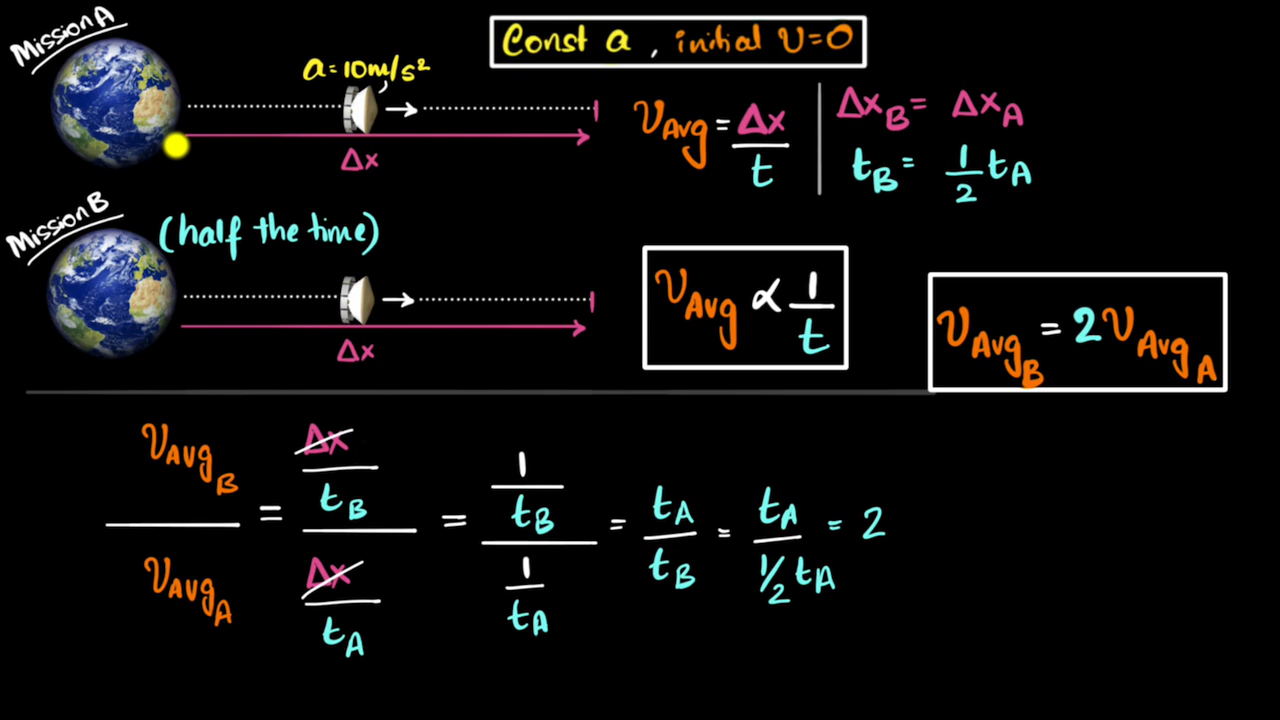 Mission A
a = 10m/s²
Δx
Const a, initial v=0
v_Avg = Δx/t
Δx_B = Δx_A
t_B = 1/2 t_A
Mission B
(half the time)
Δx
v_Avg ∝ 1/t
v_Avg_B = 2 v_Avg_A
v_Avg_B / v_Avg_A = (Δx/t_B) / (Δx/t_A) = (1/t_B) / (1/t_A) = t_A/t_B = t_A / (1/2 t_A) = 2